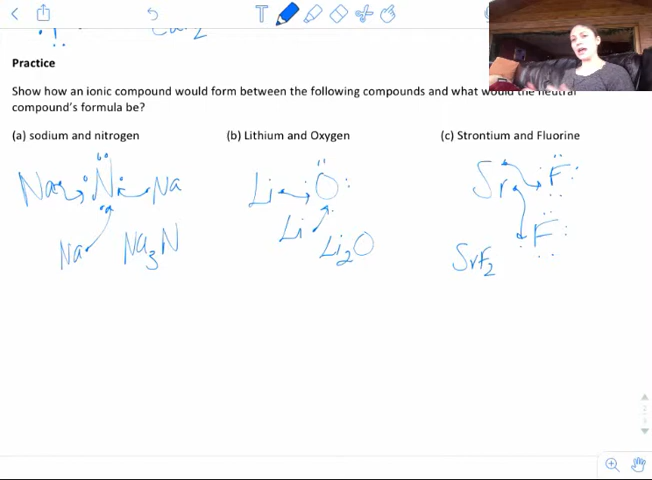 Practice
Show how an ionic compound would form between the following compounds and what would the neutral
compound's formula be?
(a) sodium and nitrogen
(b) Lithium and Oxygen
(c) Strontium and Fluorine
Na N Na
Na Na3N
Li O
Li Li2O
Sr F
F
SrF2